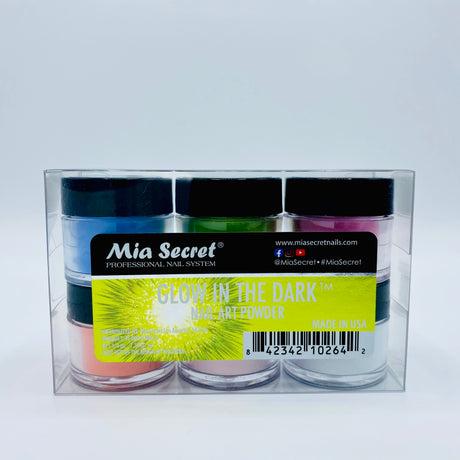 Mia Secret®
PROFESSIONAL NAIL SYSTEM
www.miasecretnails.com
@MiaSecret•#MiaSecret
GLOW IN THE DARK™
NAIL ART POWDER
MADE IN USA
8 42342 10264 2